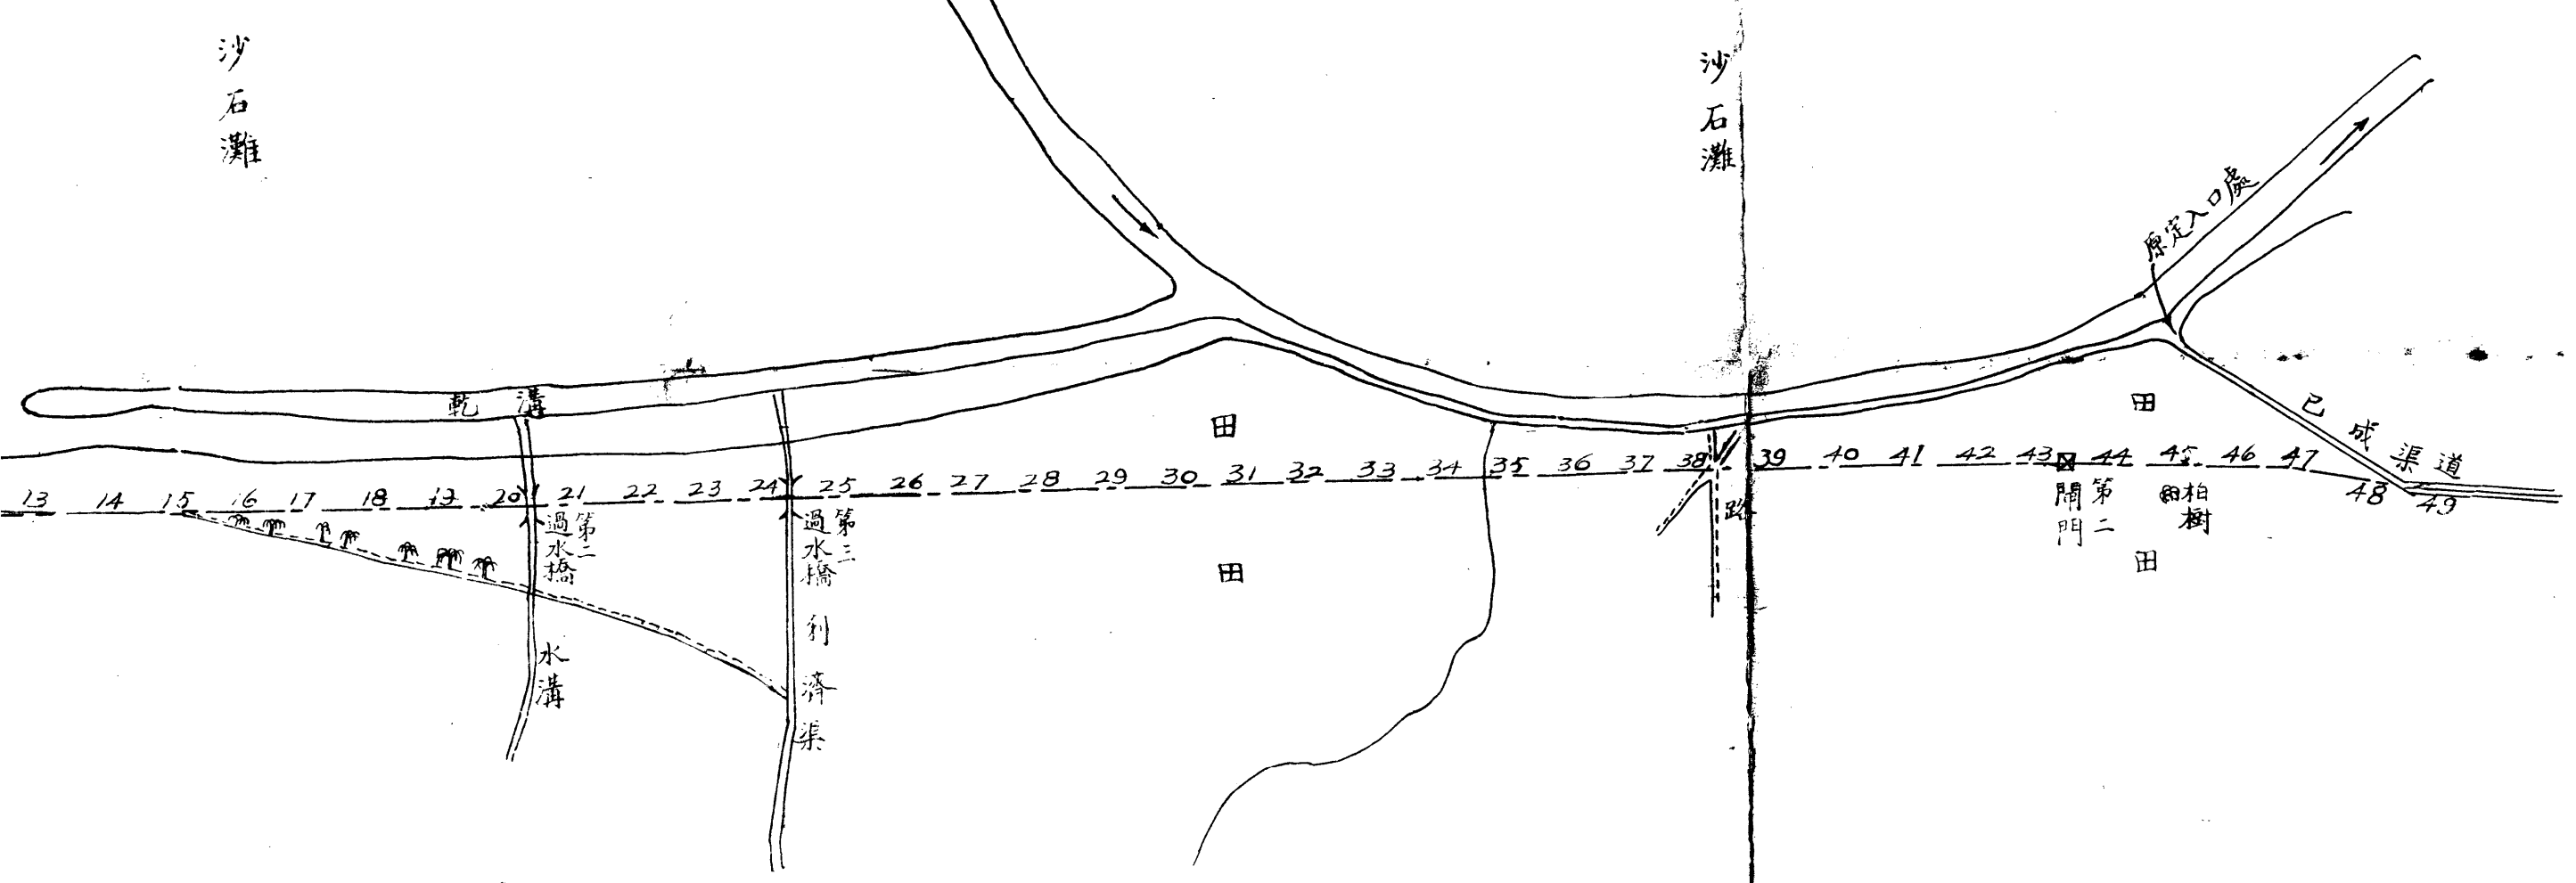 沙石灘
沙石灘
原定入口處
乾溝
田
田
已成渠道
13 14 15 16 17 18 19 20 21 22 23 24 25 26 27 28 29 30 31 32 33 34 35 36 37 38 39 40 41 42 43 44 45 46 47 48 49
第二
過水橋
第三
過水橋
路
第二
閘門
柏樹
田
田
水溝
利濟渠